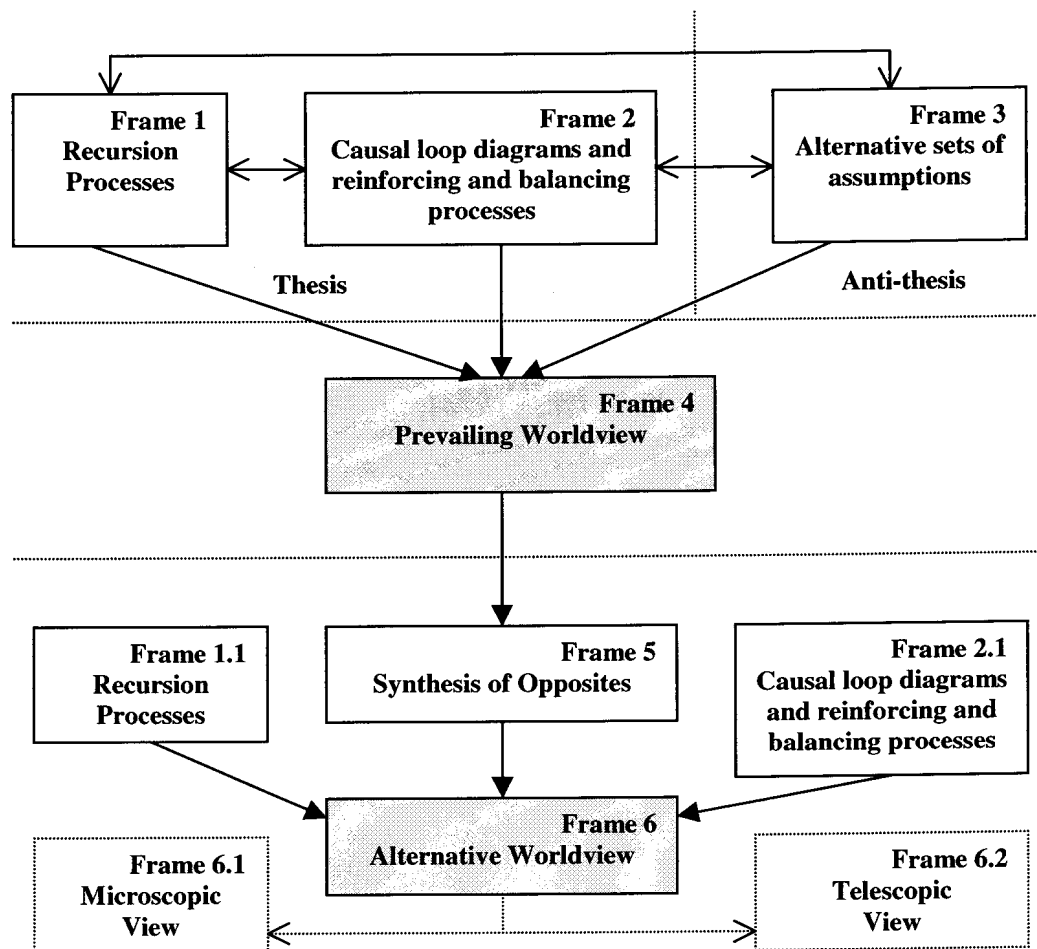 Frame 1
Recursion
Processes
Frame 2
Causal loop diagrams and
reinforcing and balancing
processes
Frame 3
Alternative sets of
assumptions
Thesis
Anti-thesis
Frame 4
Prevailing Worldview
Frame 1.1
Recursion
Processes
Frame 5
Synthesis of Opposites
Frame 2.1
Causal loop diagrams
and reinforcing and
balancing processes
Frame 6
Alternative Worldview
Frame 6.1
Microscopic
View
Frame 6.2
Telescopic
View